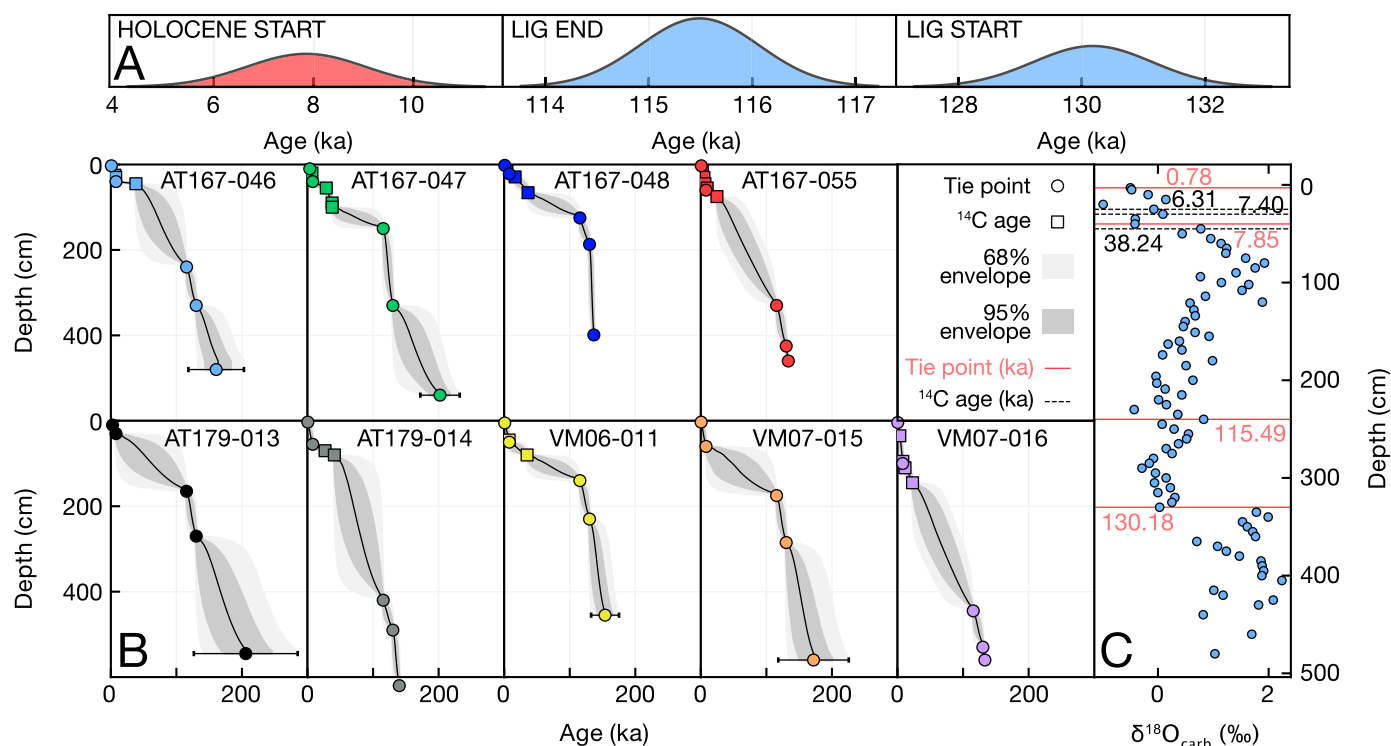 HOLOCENE START
LIG END
LIG START
A
4 6 8 10
114 115 116 117
128 130 132
Age (ka)
Age (ka)
Age (ka)
0
200
400
Depth (cm)
AT167-046
AT167-047
AT167-048
AT167-055
Tie point
¹⁴C age
68%
envelope
95%
envelope
Tie point (ka)
¹⁴C age (ka)
0
200
400
Depth (cm)
AT179-013
AT179-014
VM06-011
VM07-015
VM07-016
B
0 200
0 200
0 200
0 200
0 200
Age (ka)
0.78
6.31
7.40
38.24
7.85
115.49
130.18
C
0
100
200
300
400
500
Depth (cm)
0 2
δ¹⁸O_carb (‰)